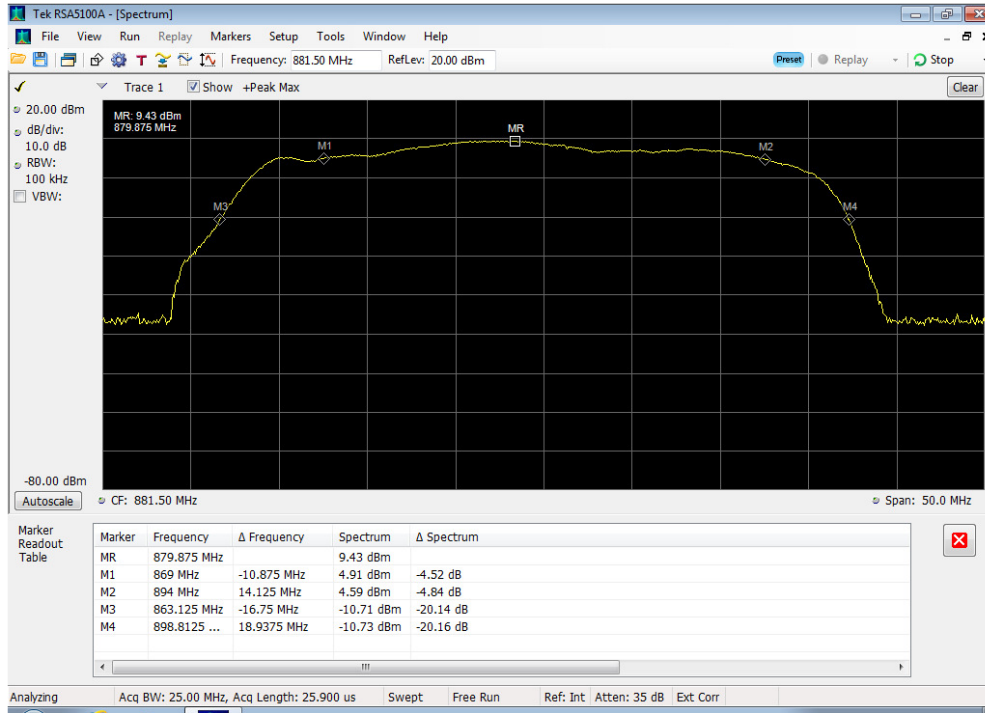 Tek RSA5100A - [Spectrum]
File View Run Replay Markers Setup Tools Window Help
T Frequency: 881.50 MHz RefLev: 20.00 dBm Preset Replay Stop
Trace 1 Show +Peak Max Clear
20.00 dBm
dB/div:
10.0 dB
RBW:
100 kHz
VBW:
-80.00 dBm
Autoscale
MR: 9.43 dBm
879.875 MHz
MR
M1
M2
M3
M4
CF: 881.50 MHz Span: 50.0 MHz
Marker
Readout
Table
Marker Frequency Δ Frequency Spectrum Δ Spectrum
MR 879.875 MHz 9.43 dBm
M1 869 MHz -10.875 MHz 4.91 dBm -4.52 dB
M2 894 MHz 14.125 MHz 4.59 dBm -4.84 dB
M3 863.125 MHz -16.75 MHz -10.71 dBm -20.14 dB
M4 898.8125 ... 18.9375 MHz -10.73 dBm -20.16 dB
Analyzing Acq BW: 25.00 MHz, Acq Length: 25.900 us Swept Free Run Ref: Int Atten: 35 dB Ext Corr